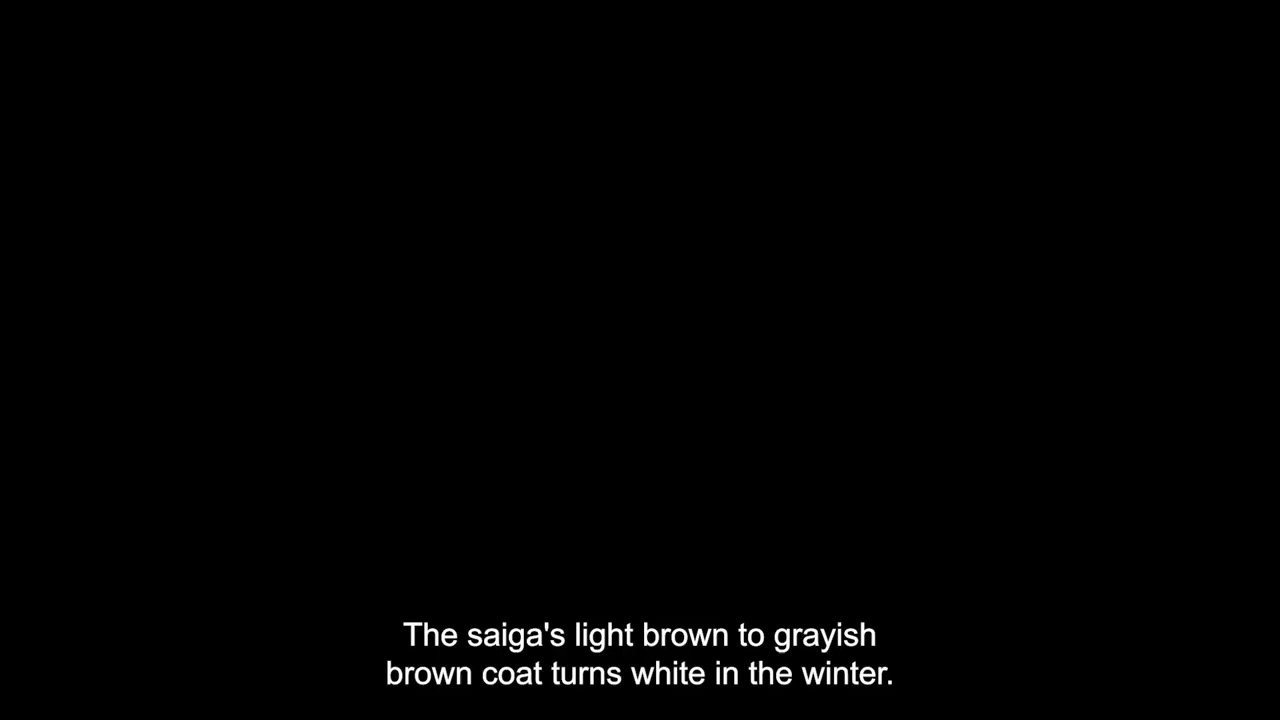 The saiga's light brown to grayish
brown coat turns white in the winter.